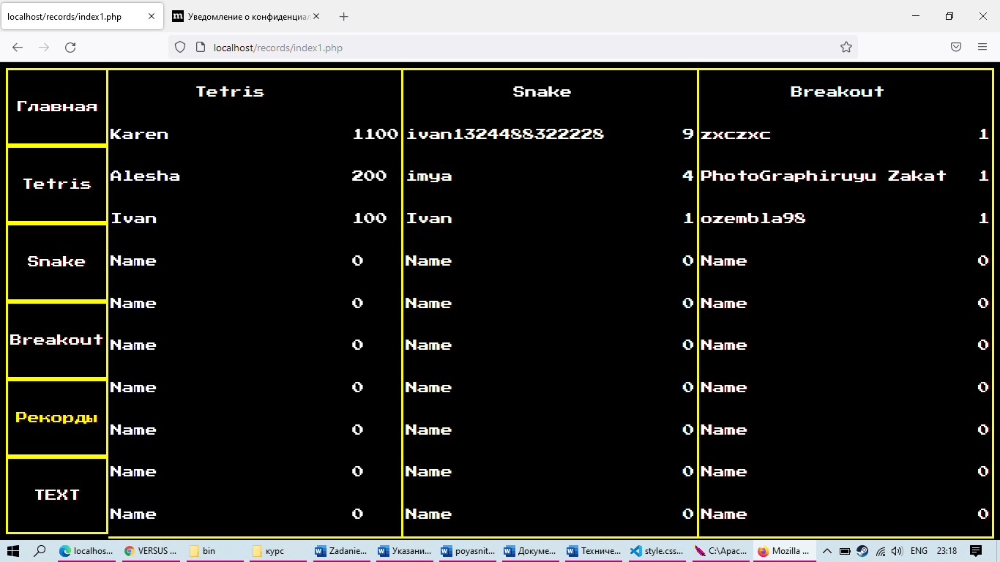 localhost/records/index1.php
Уведомление о конфиденциал
localhost/records/index1.php
Главная
Tetris
Snake
Breakout
Рекорды
TEXT
Tetris Snake Breakout
Karen 1100 ivan1324488322228 9 zxczxc 1
Alesha 200 imya 4 PhotoGraphiruyu Zakat 1
Ivan 100 Ivan 1 ozembla98 1
Name 0 Name 0 Name 0
Name 0 Name 0 Name 0
Name 0 Name 0 Name 0
Name 0 Name 0 Name 0
Name 0 Name 0 Name 0
Name 0 Name 0 Name 0
Name 0 Name 0 Name 0
localhos... VERSUS ... bin курс Zadanie... Указани... poyasnit... Докуме... Техниче... style.css... C:\Apac... Mozilla ... ENG 23:18